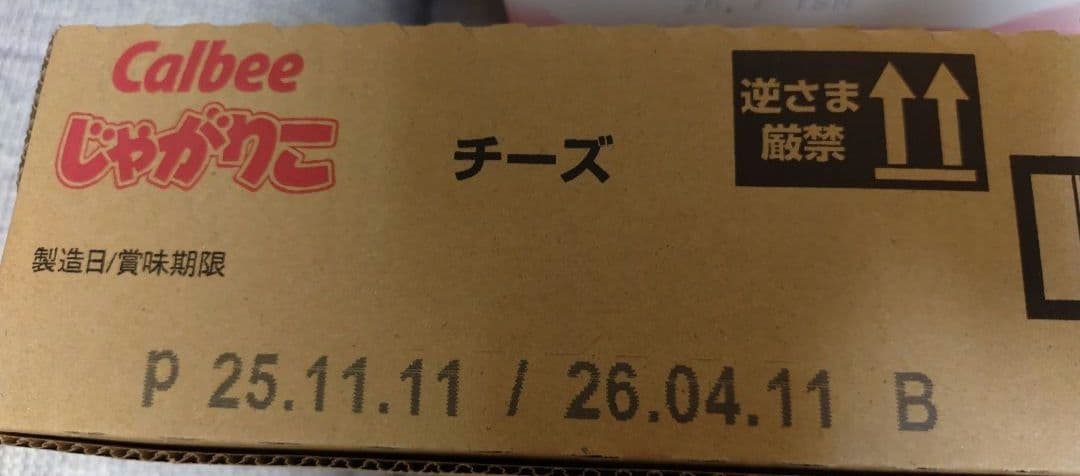 Calbee
じゃがりこ
チーズ
逆さま
厳禁
製造日/賞味期限
P 25.11.11 / 26.04.11 B